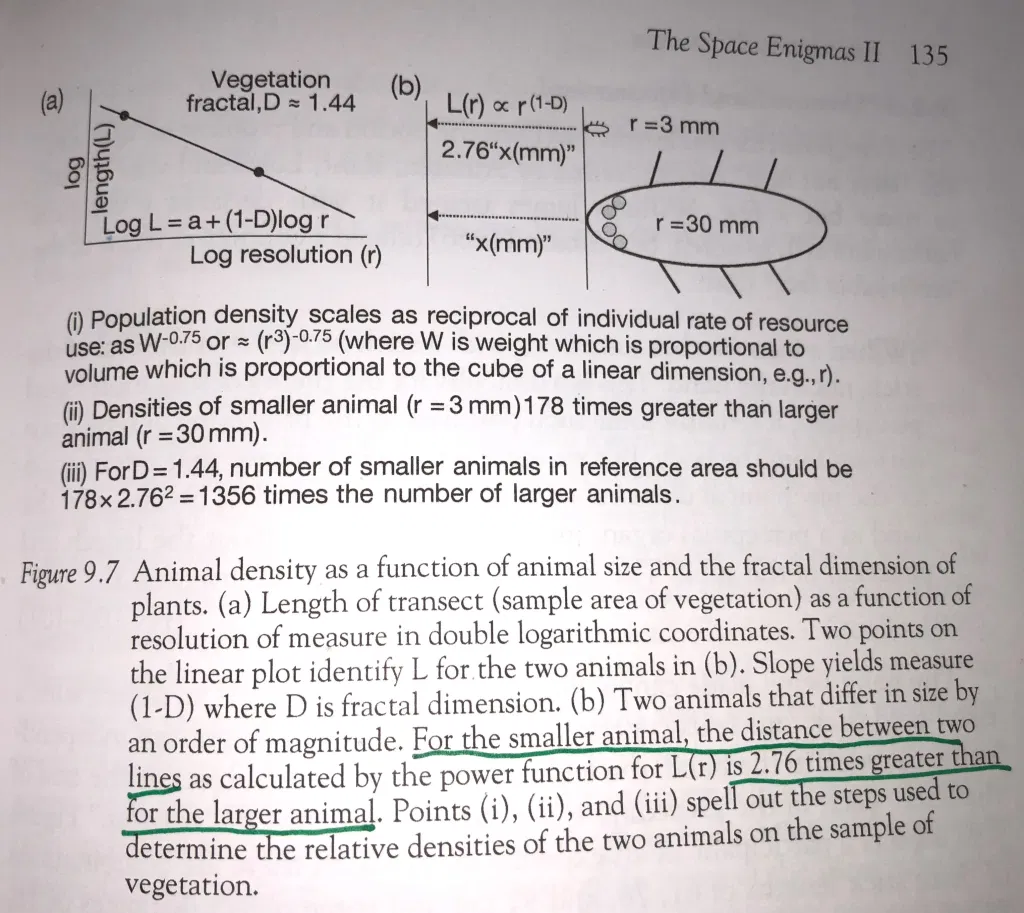 The Space Enigmas II 135
(a)
Vegetation
fractal,D ≈ 1.44
log
length(L)
Log L = a + (1-D)log r
Log resolution (r)
(b)
L(r) ∝ r(1-D)
2.76“x(mm)”
r =3 mm
“x(mm)”
r =30 mm
(i) Population density scales as reciprocal of individual rate of resource
use: as W-0.75 or ≈ (r3)-0.75 (where W is weight which is proportional to
volume which is proportional to the cube of a linear dimension, e.g., r).
(ii) Densities of smaller animal (r = 3 mm) 178 times greater than larger
animal (r = 30 mm).
(iii) For D = 1.44, number of smaller animals in reference area should be
178 x 2.762 = 1356 times the number of larger animals.
Figure 9.7 Animal density as a function of animal size and the fractal dimension of
plants. (a) Length of transect (sample area of vegetation) as a function of
resolution of measure in double logarithmic coordinates. Two points on
the linear plot identify L for the two animals in (b). Slope yields measure
(1-D) where D is fractal dimension. (b) Two animals that differ in size by
an order of magnitude. For the smaller animal, the distance between two
lines as calculated by the power function for L(r) is 2.76 times greater than
for the larger animal. Points (i), (ii), and (iii) spell out the steps used to
determine the relative densities of the two animals on the sample of
vegetation.